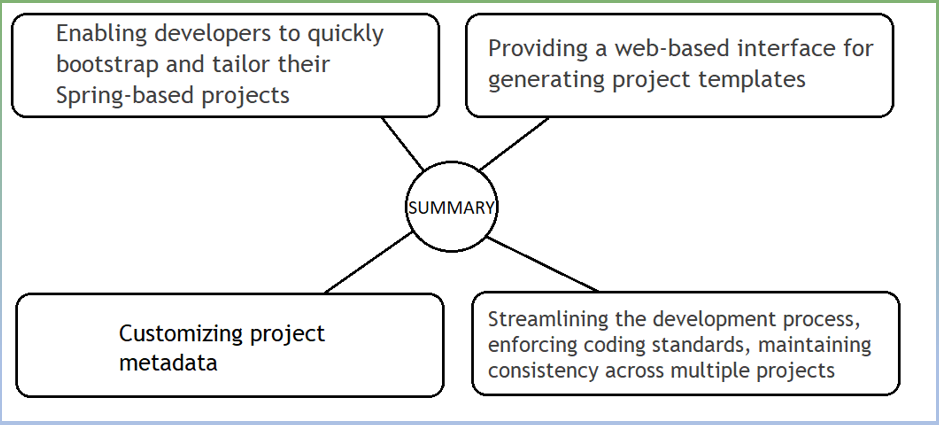 Enabling developers to quickly
bootstrap and tailor their
Spring-based projects
Providing a web-based interface for
generating project templates
SUMMARY
Customizing project
metadata
Streamlining the development process,
enforcing coding standards, maintaining
consistency across multiple projects